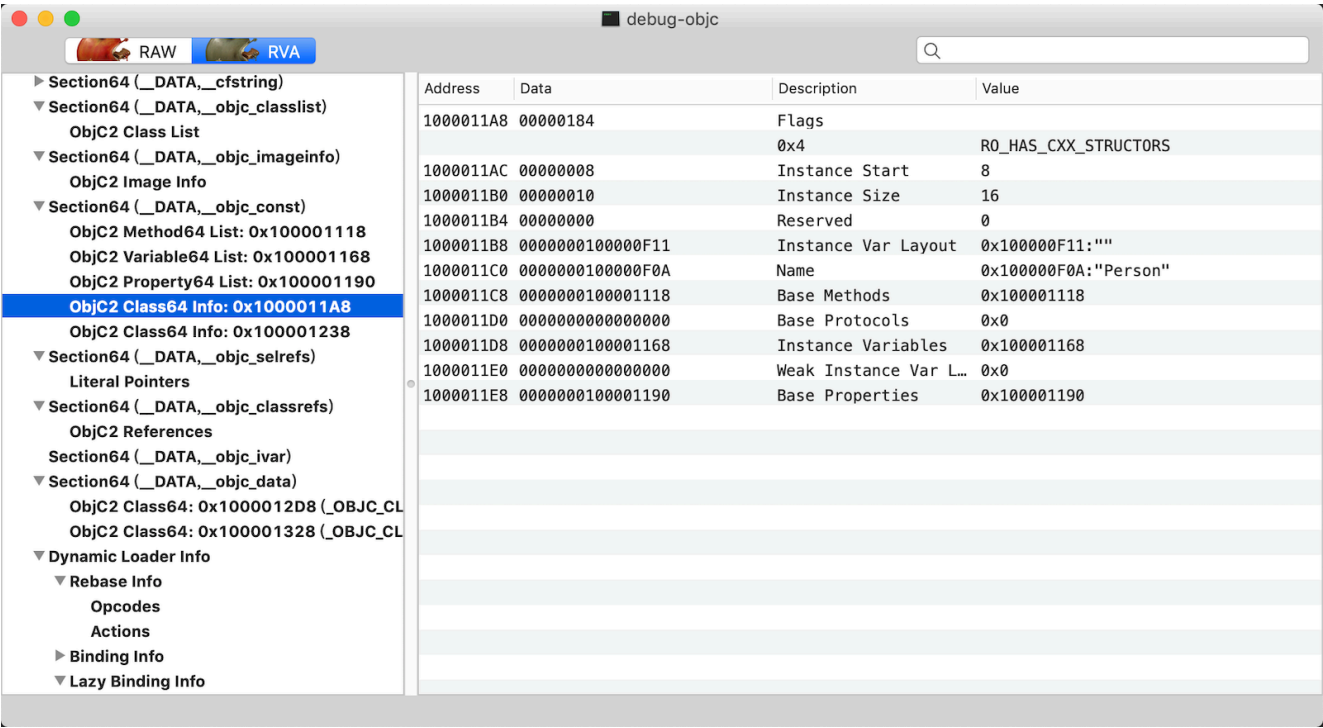 debug-objc
RAW RVA
Section64 (__DATA,__cfstring)
Section64 (__DATA,__objc_classlist)
ObjC2 Class List
Section64 (__DATA,__objc_imageinfo)
ObjC2 Image Info
Section64 (__DATA,__objc_const)
ObjC2 Method64 List: 0x100001118
ObjC2 Variable64 List: 0x100001168
ObjC2 Property64 List: 0x100001190
ObjC2 Class64 Info: 0x1000011A8
ObjC2 Class64 Info: 0x100001238
Section64 (__DATA,__objc_selrefs)
Literal Pointers
Section64 (__DATA,__objc_classrefs)
ObjC2 References
Section64 (__DATA,__objc_ivar)
Section64 (__DATA,__objc_data)
ObjC2 Class64: 0x1000012D8 (_OBJC_CL
ObjC2 Class64: 0x100001328 (_OBJC_CL
Dynamic Loader Info
Rebase Info
Opcodes
Actions
Binding Info
Lazy Binding Info
Address Data Description Value
1000011A8 00000184 Flags
0x4 RO_HAS_CXX_STRUCTORS
1000011AC 00000008 Instance Start 8
1000011B0 00000010 Instance Size 16
1000011B4 00000000 Reserved 0
1000011B8 0000000100000F11 Instance Var Layout 0x100000F11:""
1000011C0 0000000100000F0A Name 0x100000F0A:"Person"
1000011C8 0000000100001118 Base Methods 0x100001118
1000011D0 0000000000000000 Base Protocols 0x0
1000011D8 0000000100001168 Instance Variables 0x100001168
1000011E0 0000000000000000 Weak Instance Var L… 0x0
1000011E8 0000000100001190 Base Properties 0x100001190